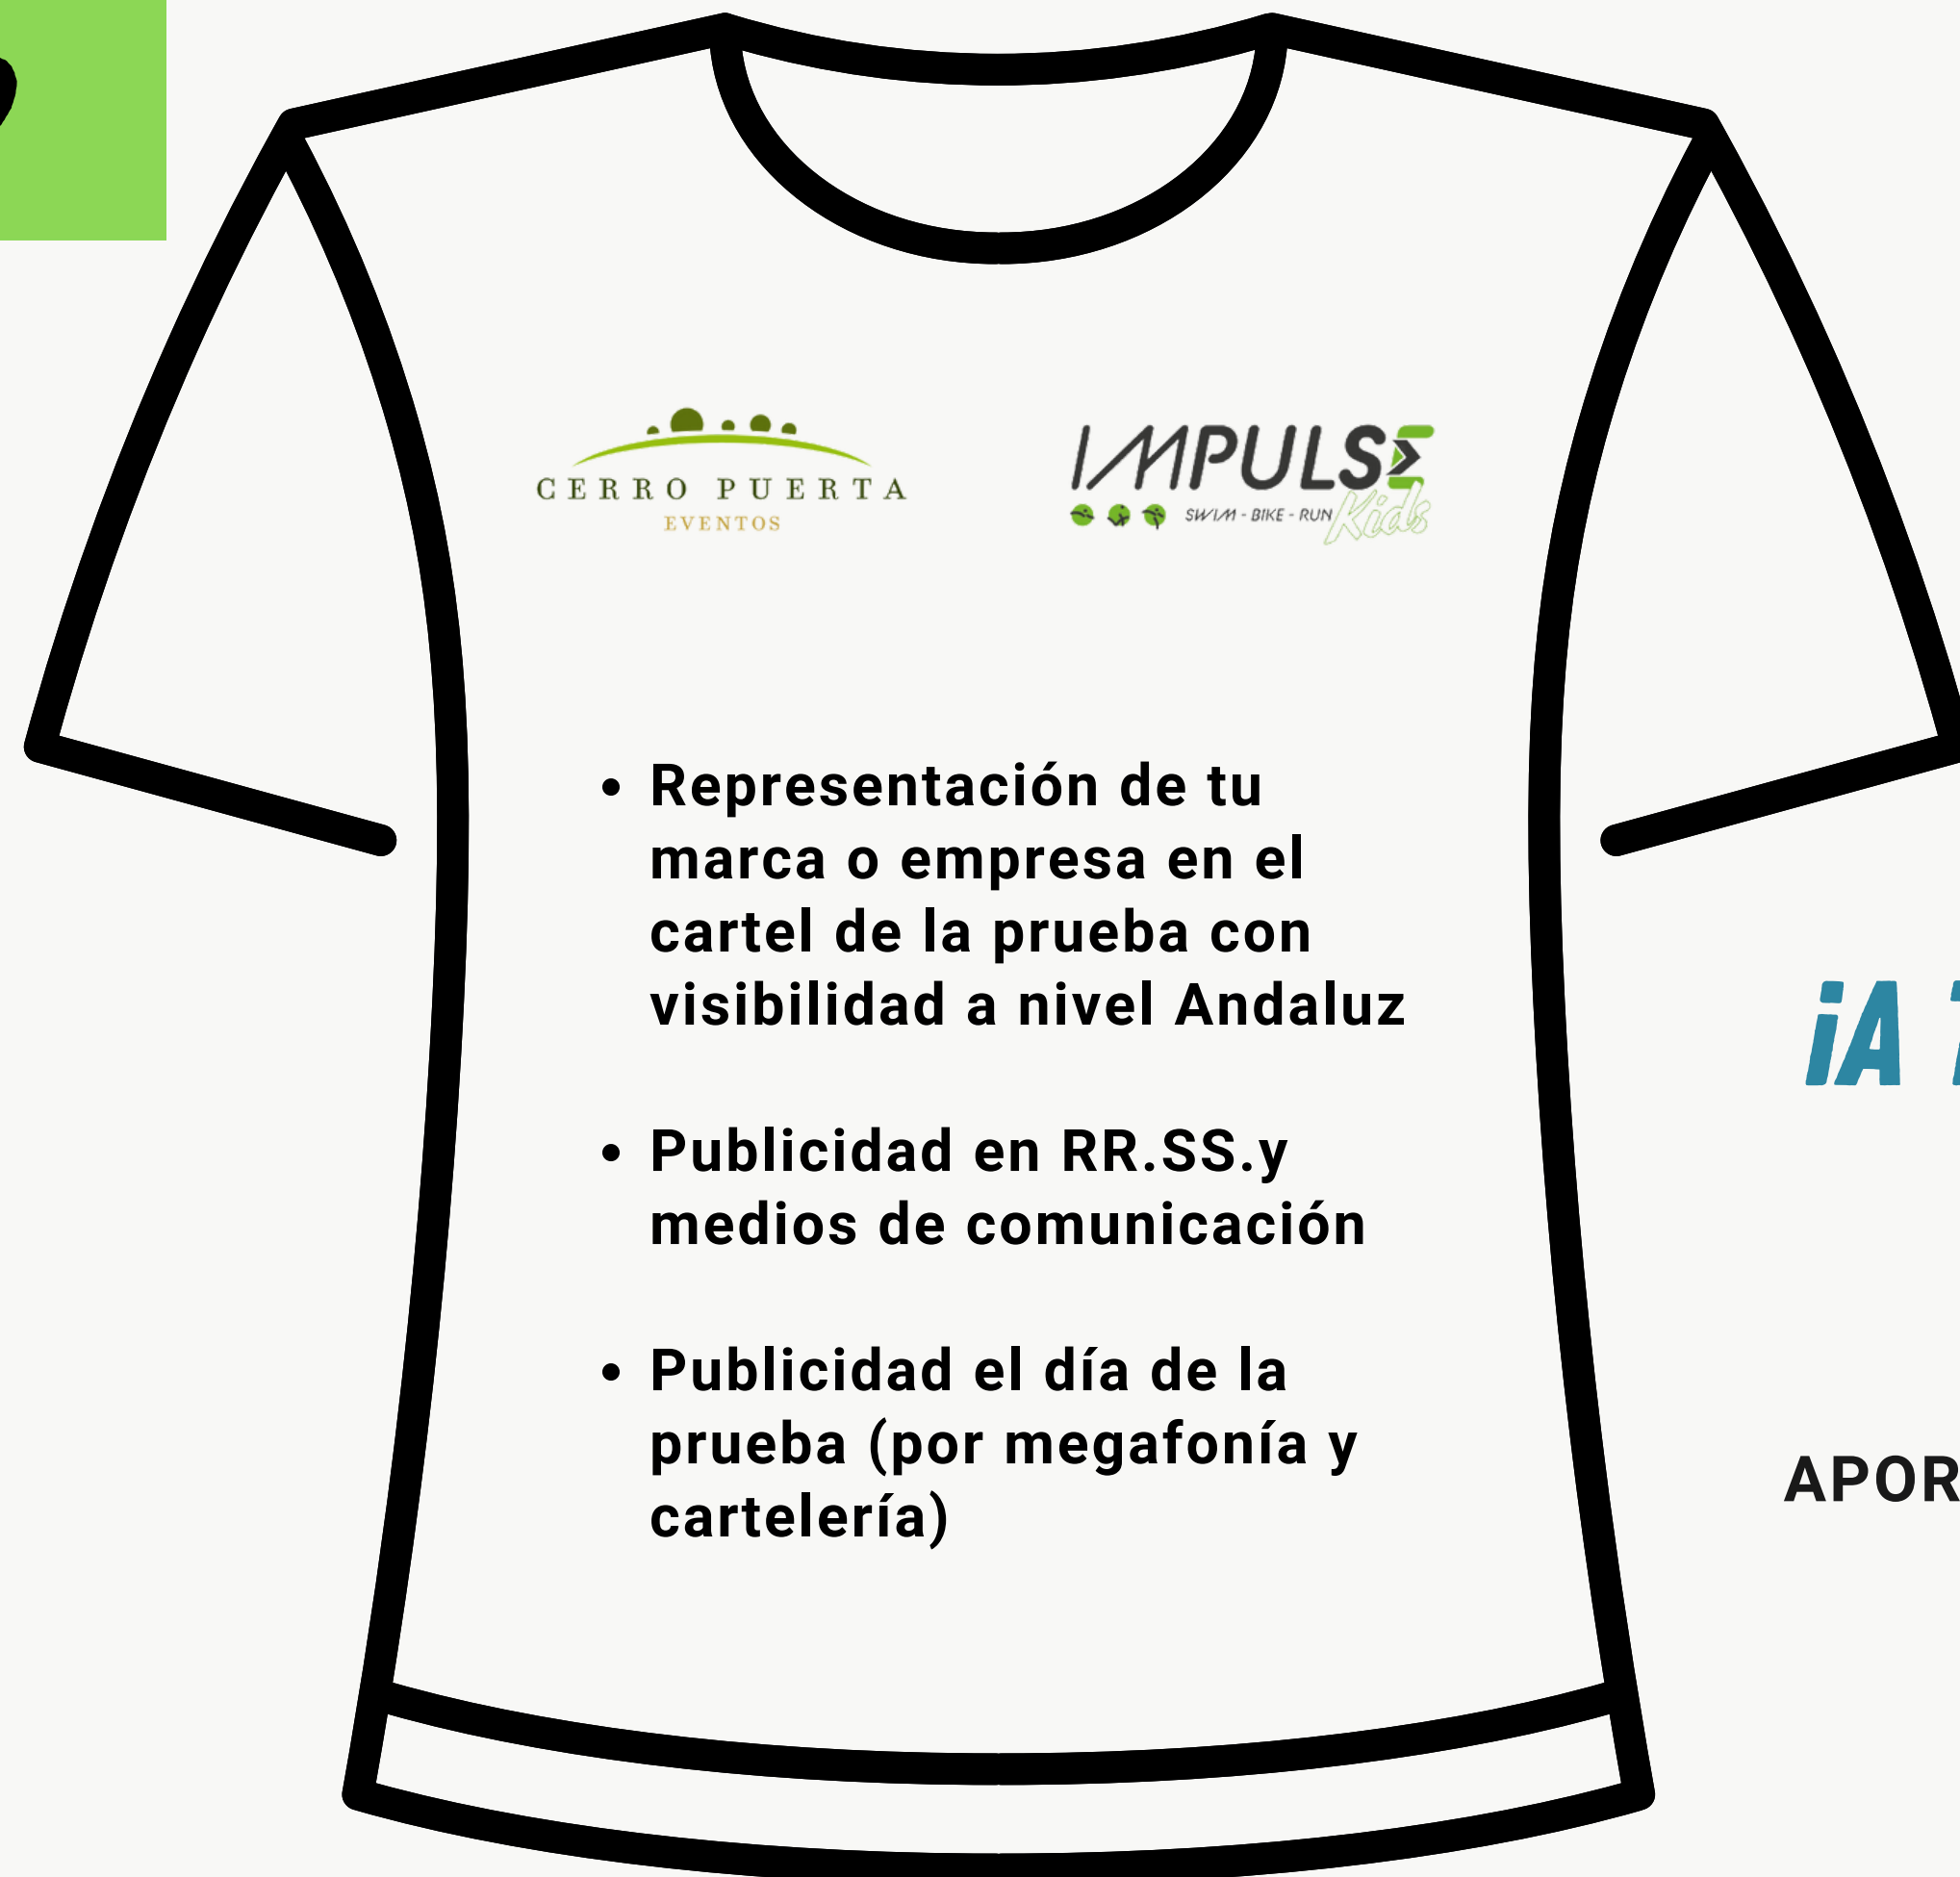 CERRO PUERTA
EVENTOS
IMPULSE
SWIM - BIKE - RUN
Kids
• Representación de tu
marca o empresa en el
cartel de la prueba con
visibilidad a nivel Andaluz
• Publicidad en RR.SS.y
medios de comunicación
• Publicidad el día de la
prueba (por megafonía y
cartelería)
¡A
APOR